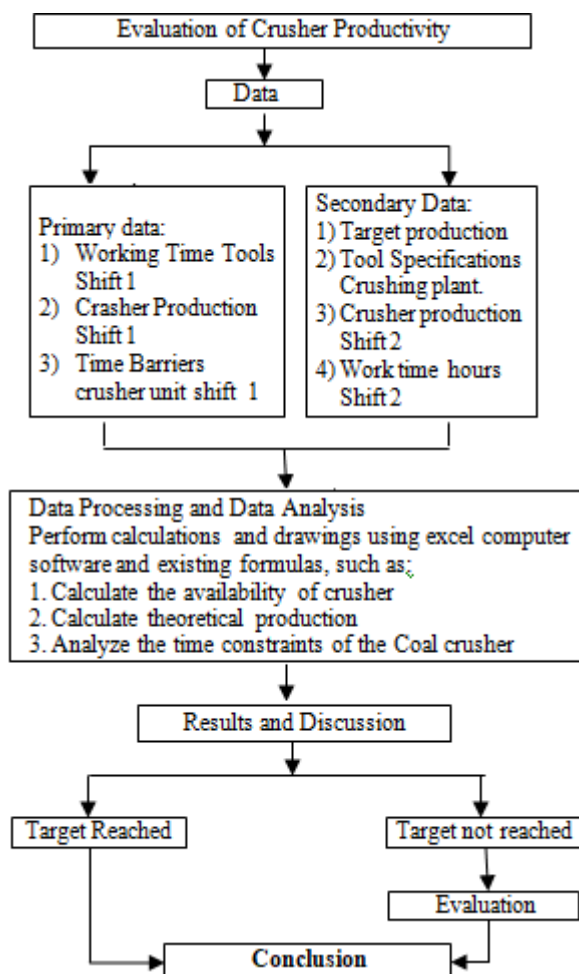 Evaluation of Crusher Productivity
Data
Primary data:
1) Working Time Tools
Shift 1
2) Crasher Production
Shift 1
3) Time Barriers
crusher unit shift 1
Secondary Data:
1) Target production
2) Tool Specifications
Crushing plant.
3) Crusher production
Shift 2
4) Work time hours
Shift 2
Data Processing and Data Analysis
Perform calculations and drawings using excel computer
software and existing formulas, such as;
1. Calculate the availability of crusher
2. Calculate theoretical production
3. Analyze the time constraints of the Coal crusher
Results and Discussion
Target Reached
Target not reached
Evaluation
Conclusion